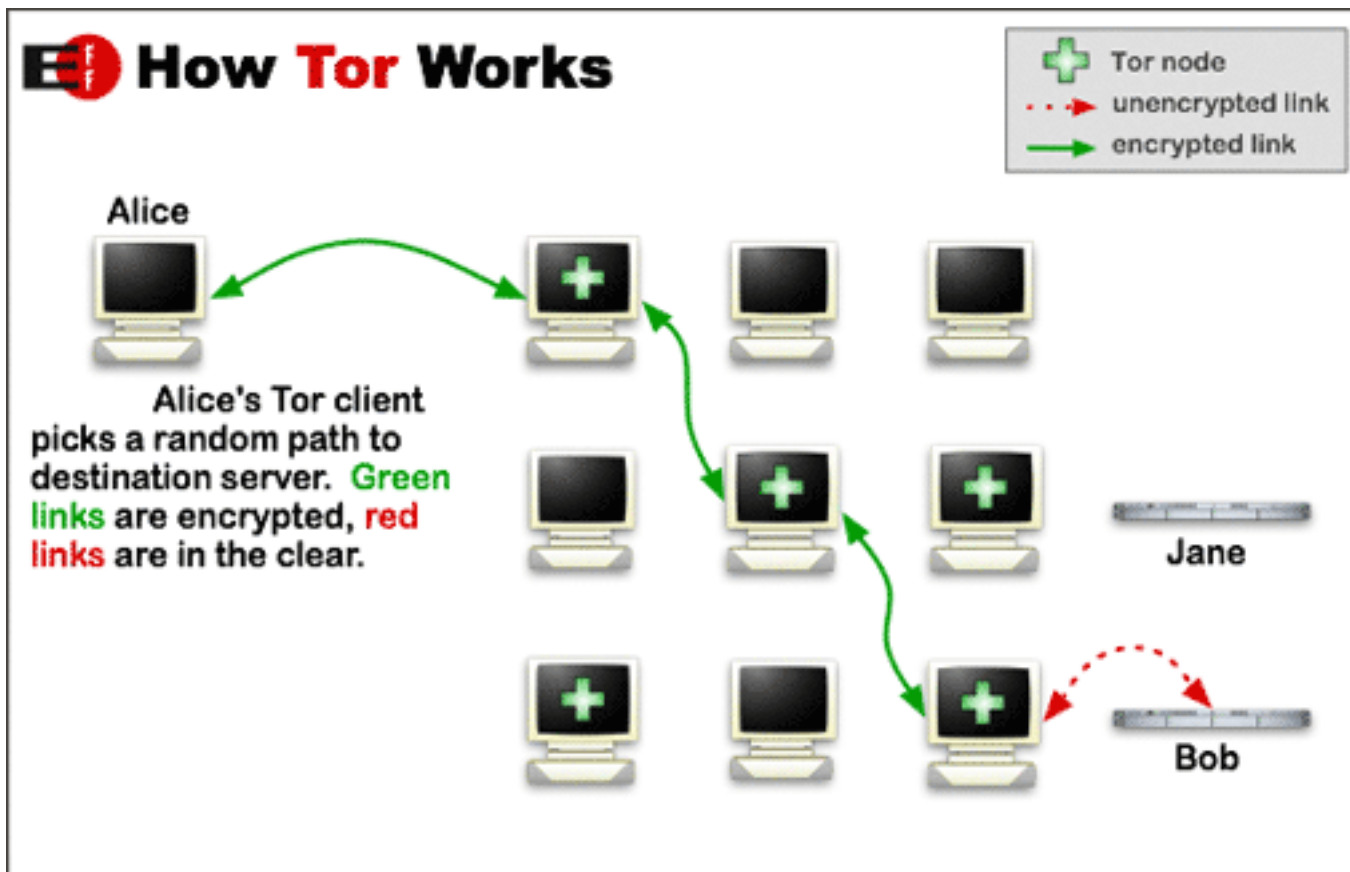 EFF How Tor Works
Tor node
unencrypted link
encrypted link
Alice
Alice's Tor client
picks a random path to
destination server. Green
links are encrypted, red
links are in the clear.
Jane
Bob